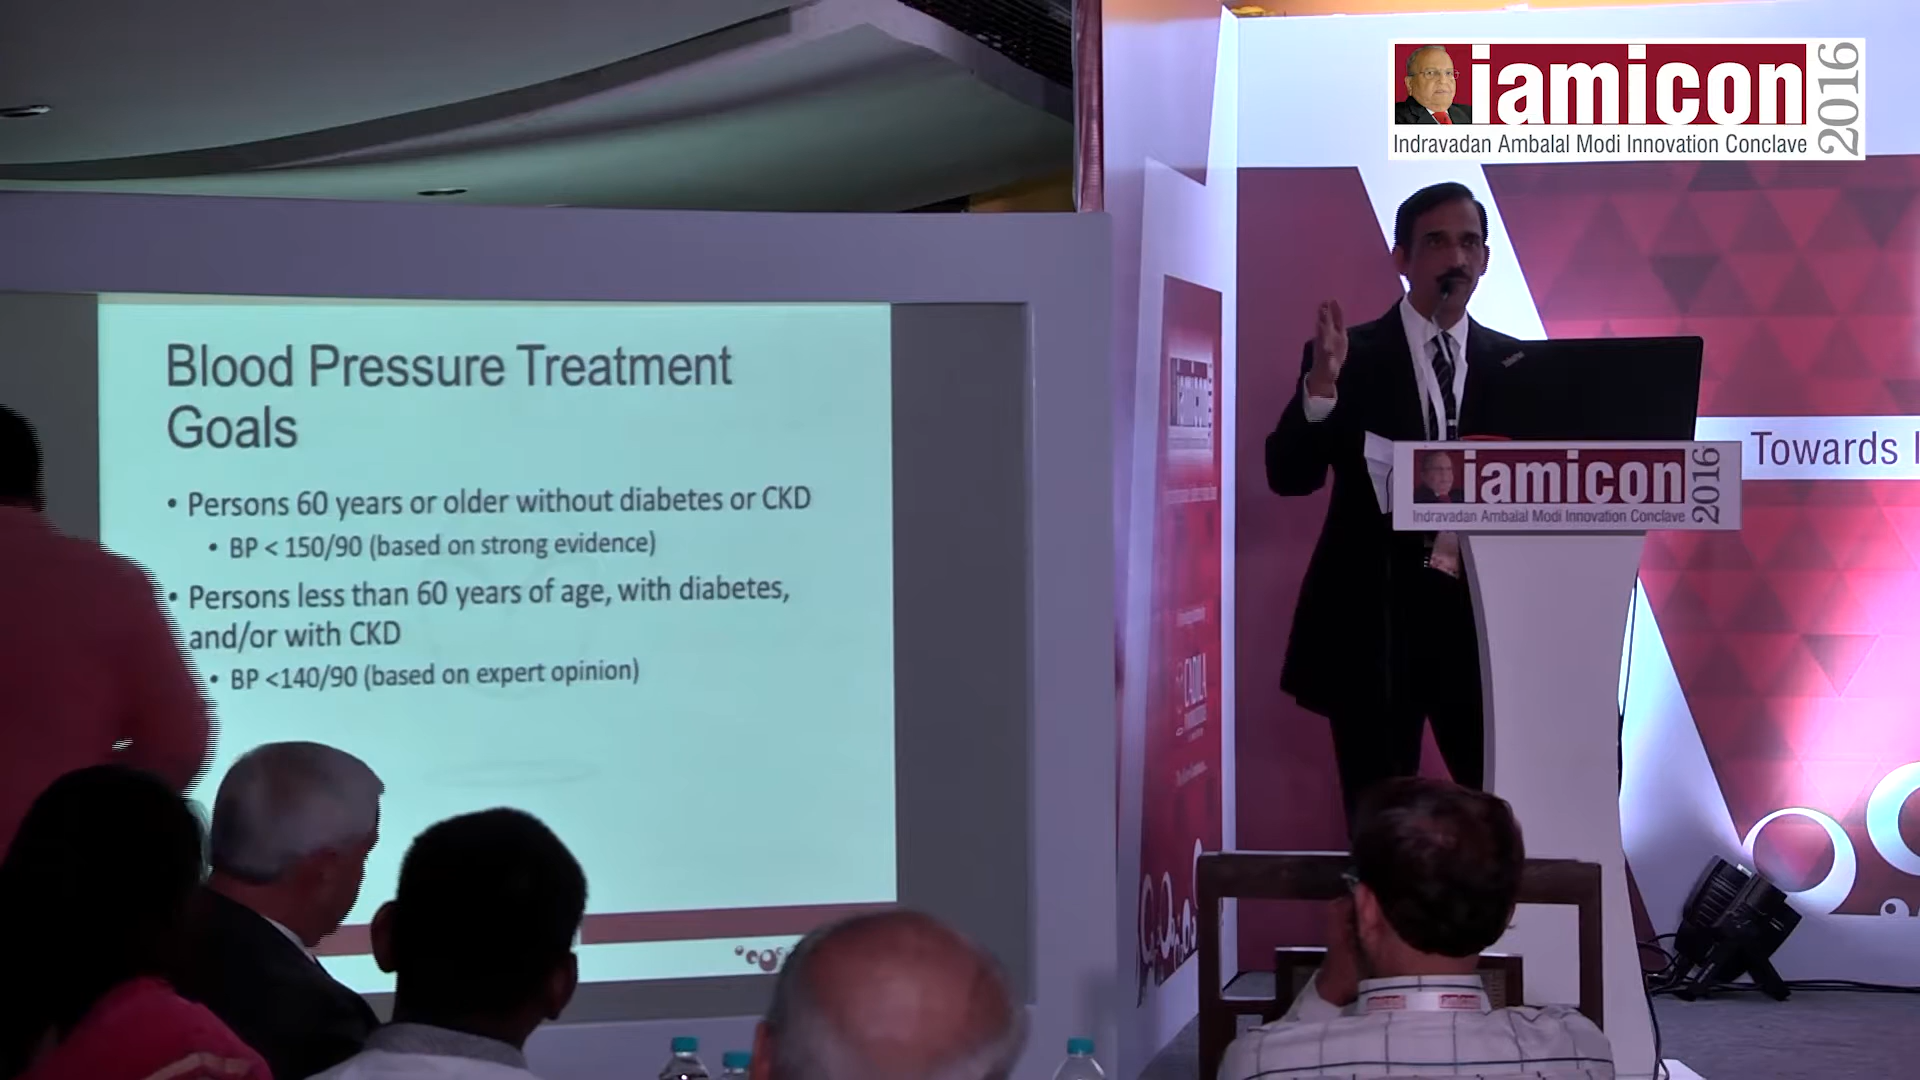 iamicon 2016
Indravadan Ambalal Modi Innovation Conclave
Blood Pressure Treatment
Goals
• Persons 60 years or older without diabetes or CKD
• BP < 150/90 (based on strong evidence)
• Persons less than 60 years of age, with diabetes,
and/or with CKD
• BP <140/90 (based on expert opinion)
Towards
iamicon 2016
Indravadan Ambalal Modi Innovation Conclave
CADILA